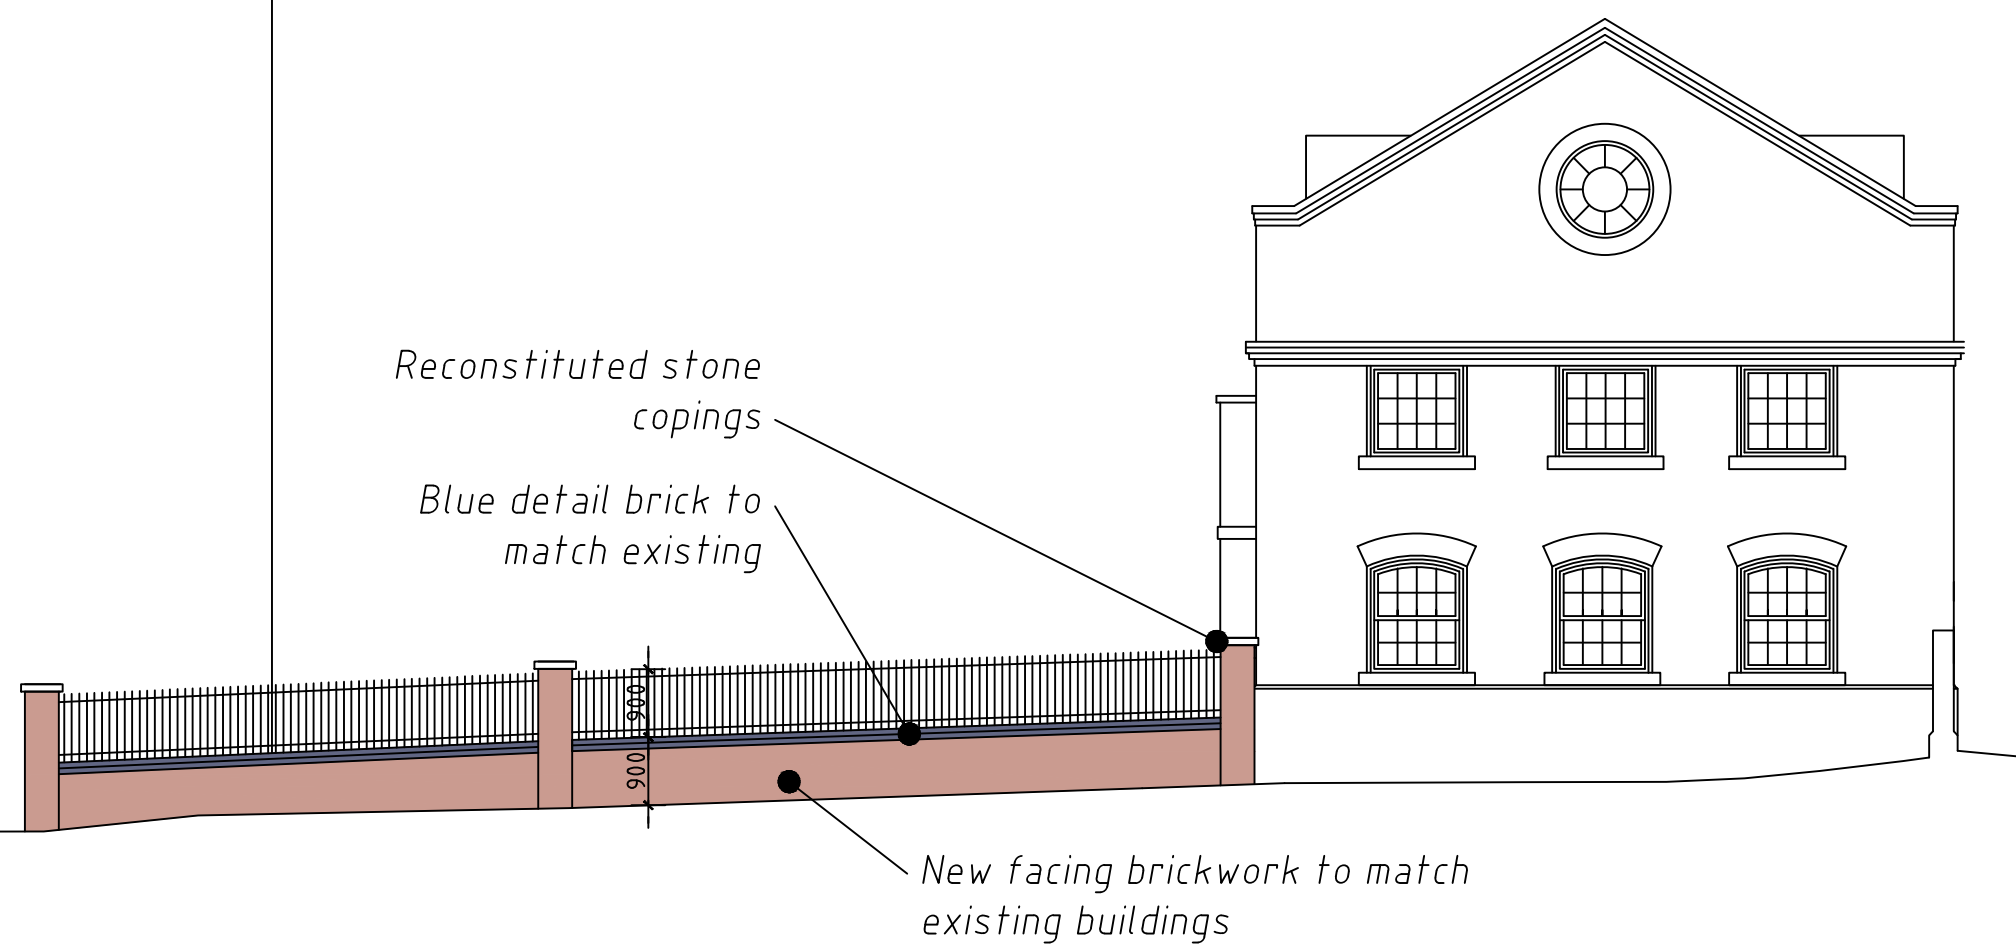 Reconstituted stone
copings
Blue detail brick to
match existing
900
900
New facing brickwork to match
existing buildings